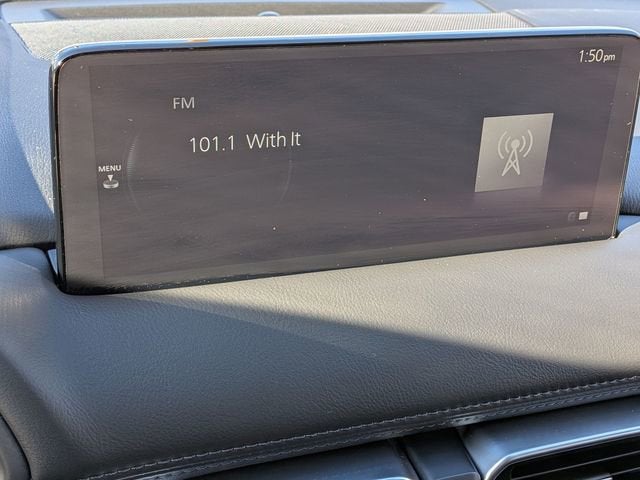 1:50pm
FM
101.1 With It
MENU